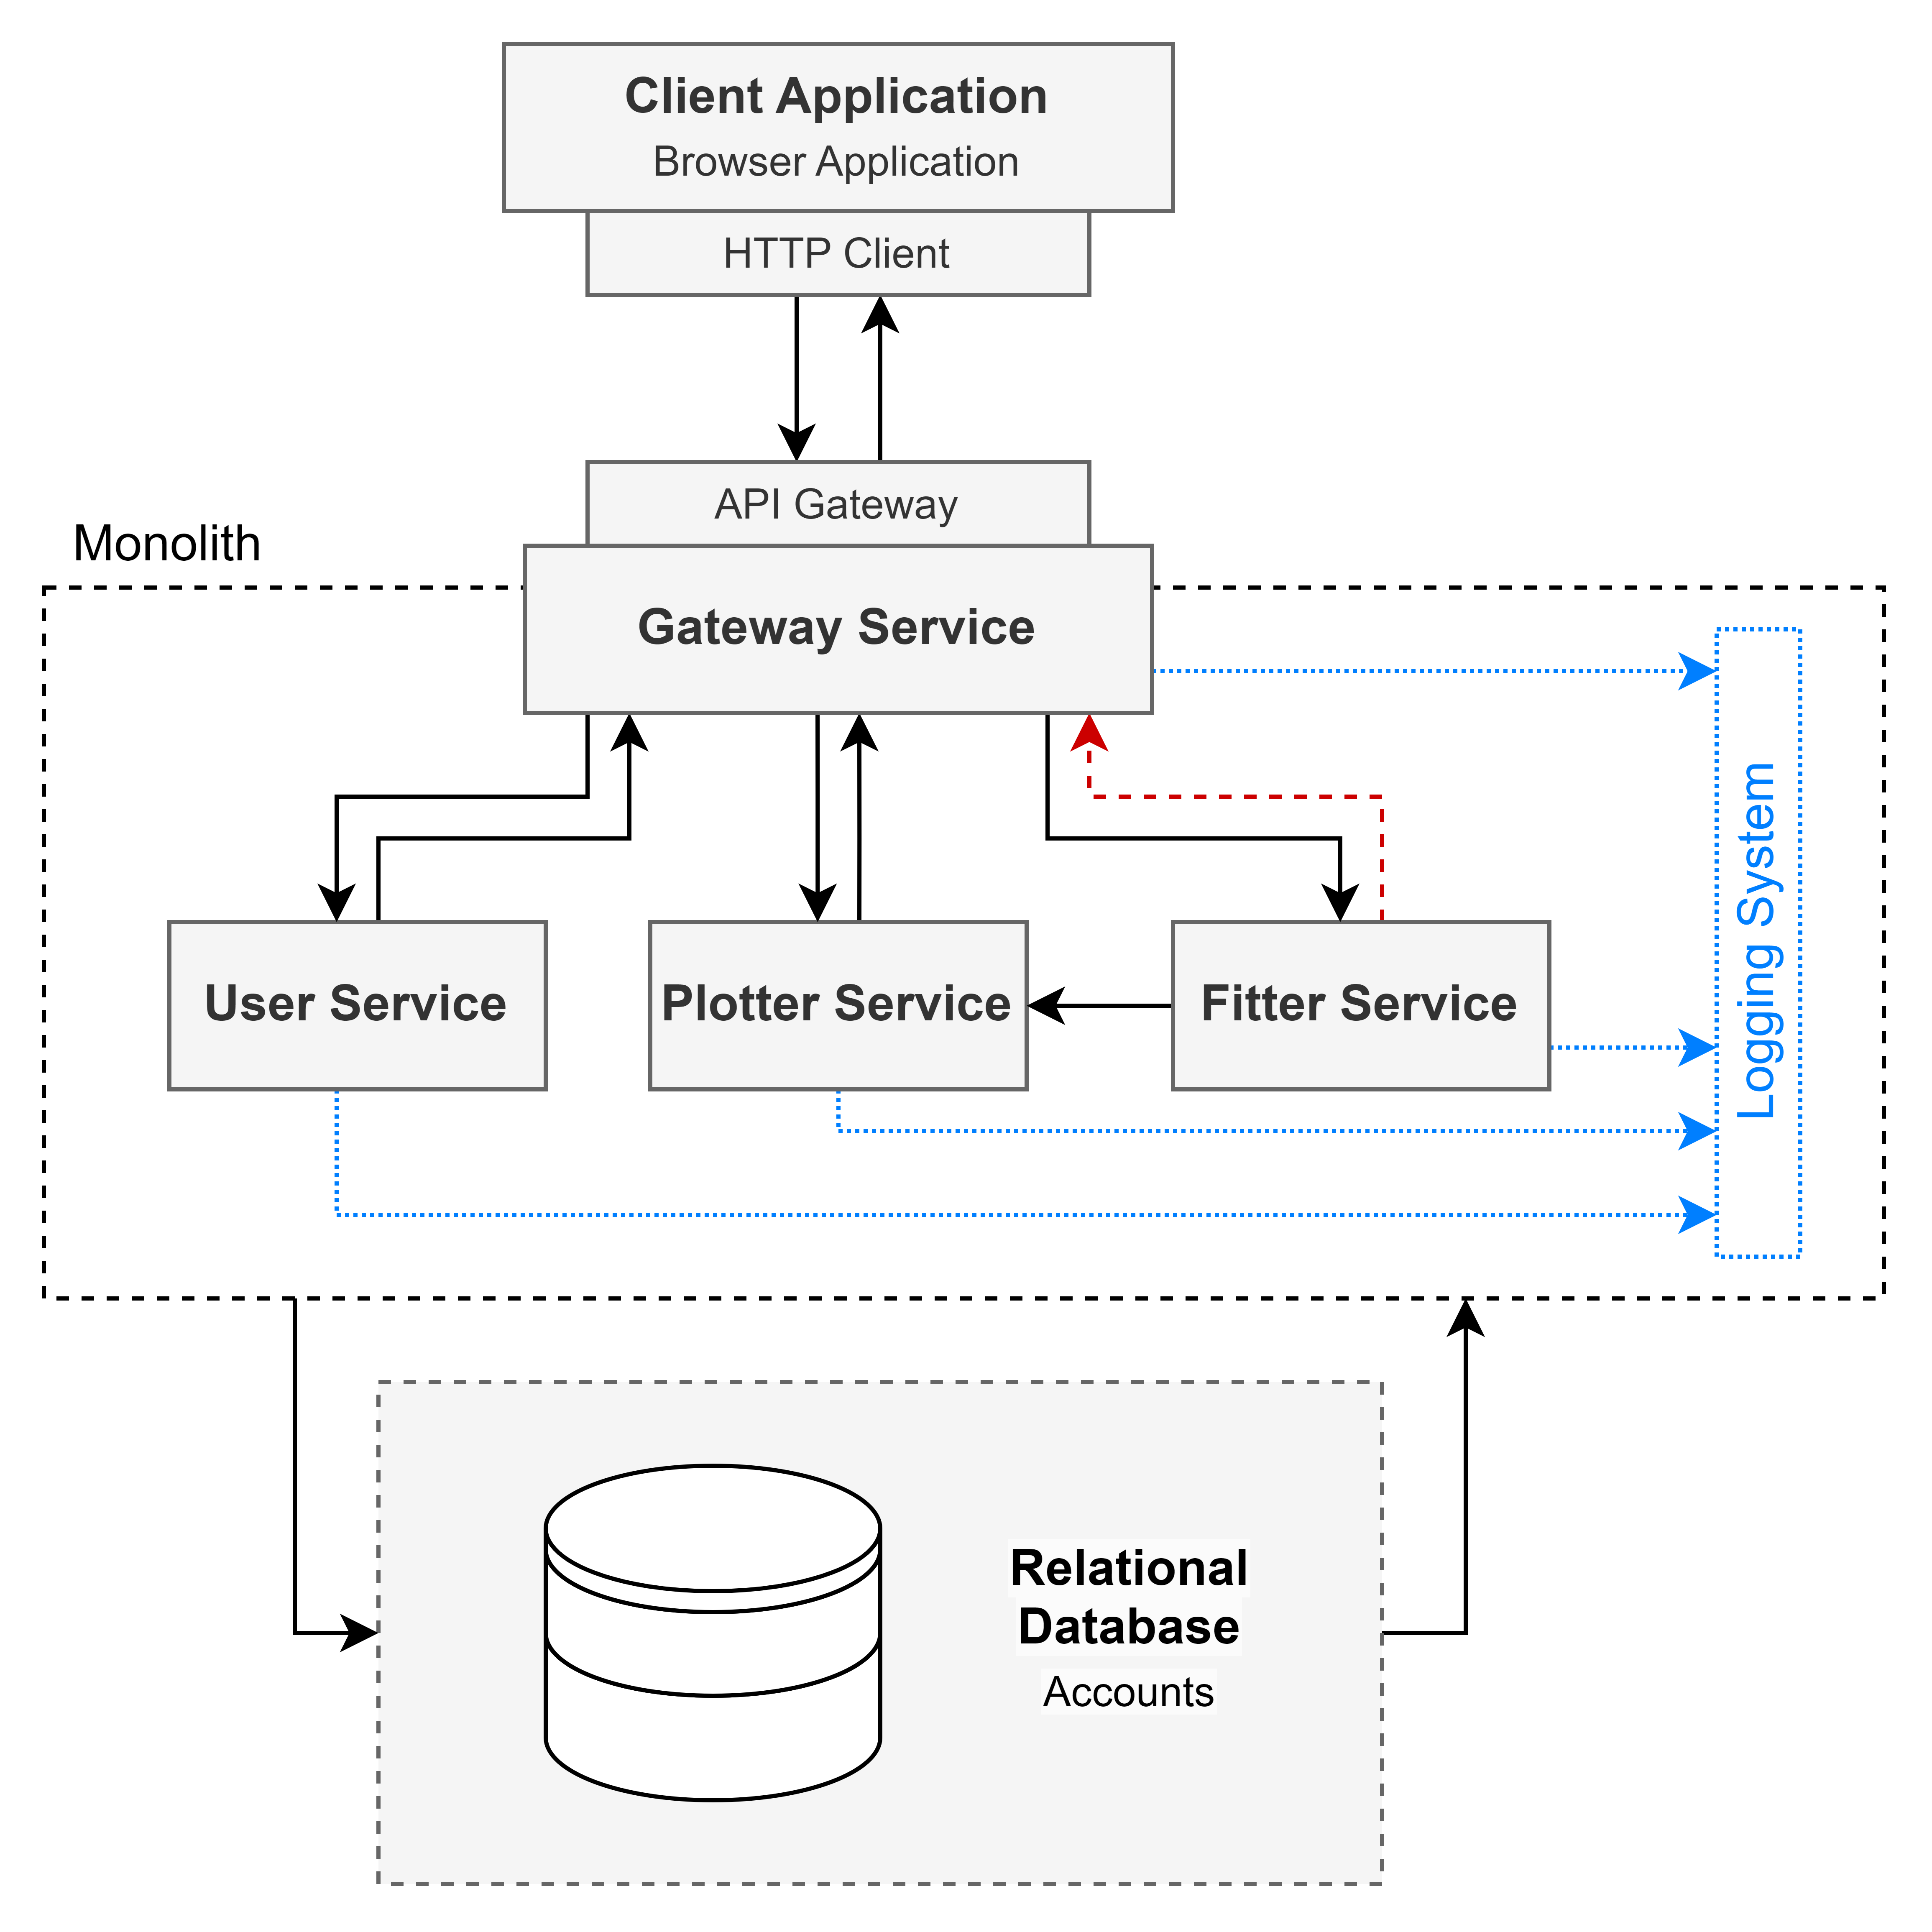 Client Application
Browser Application
HTTP Client
API Gateway
Monolith
Gateway Service
Logging System
User Service
Plotter Service
Fitter Service
Relational
Database
Accounts